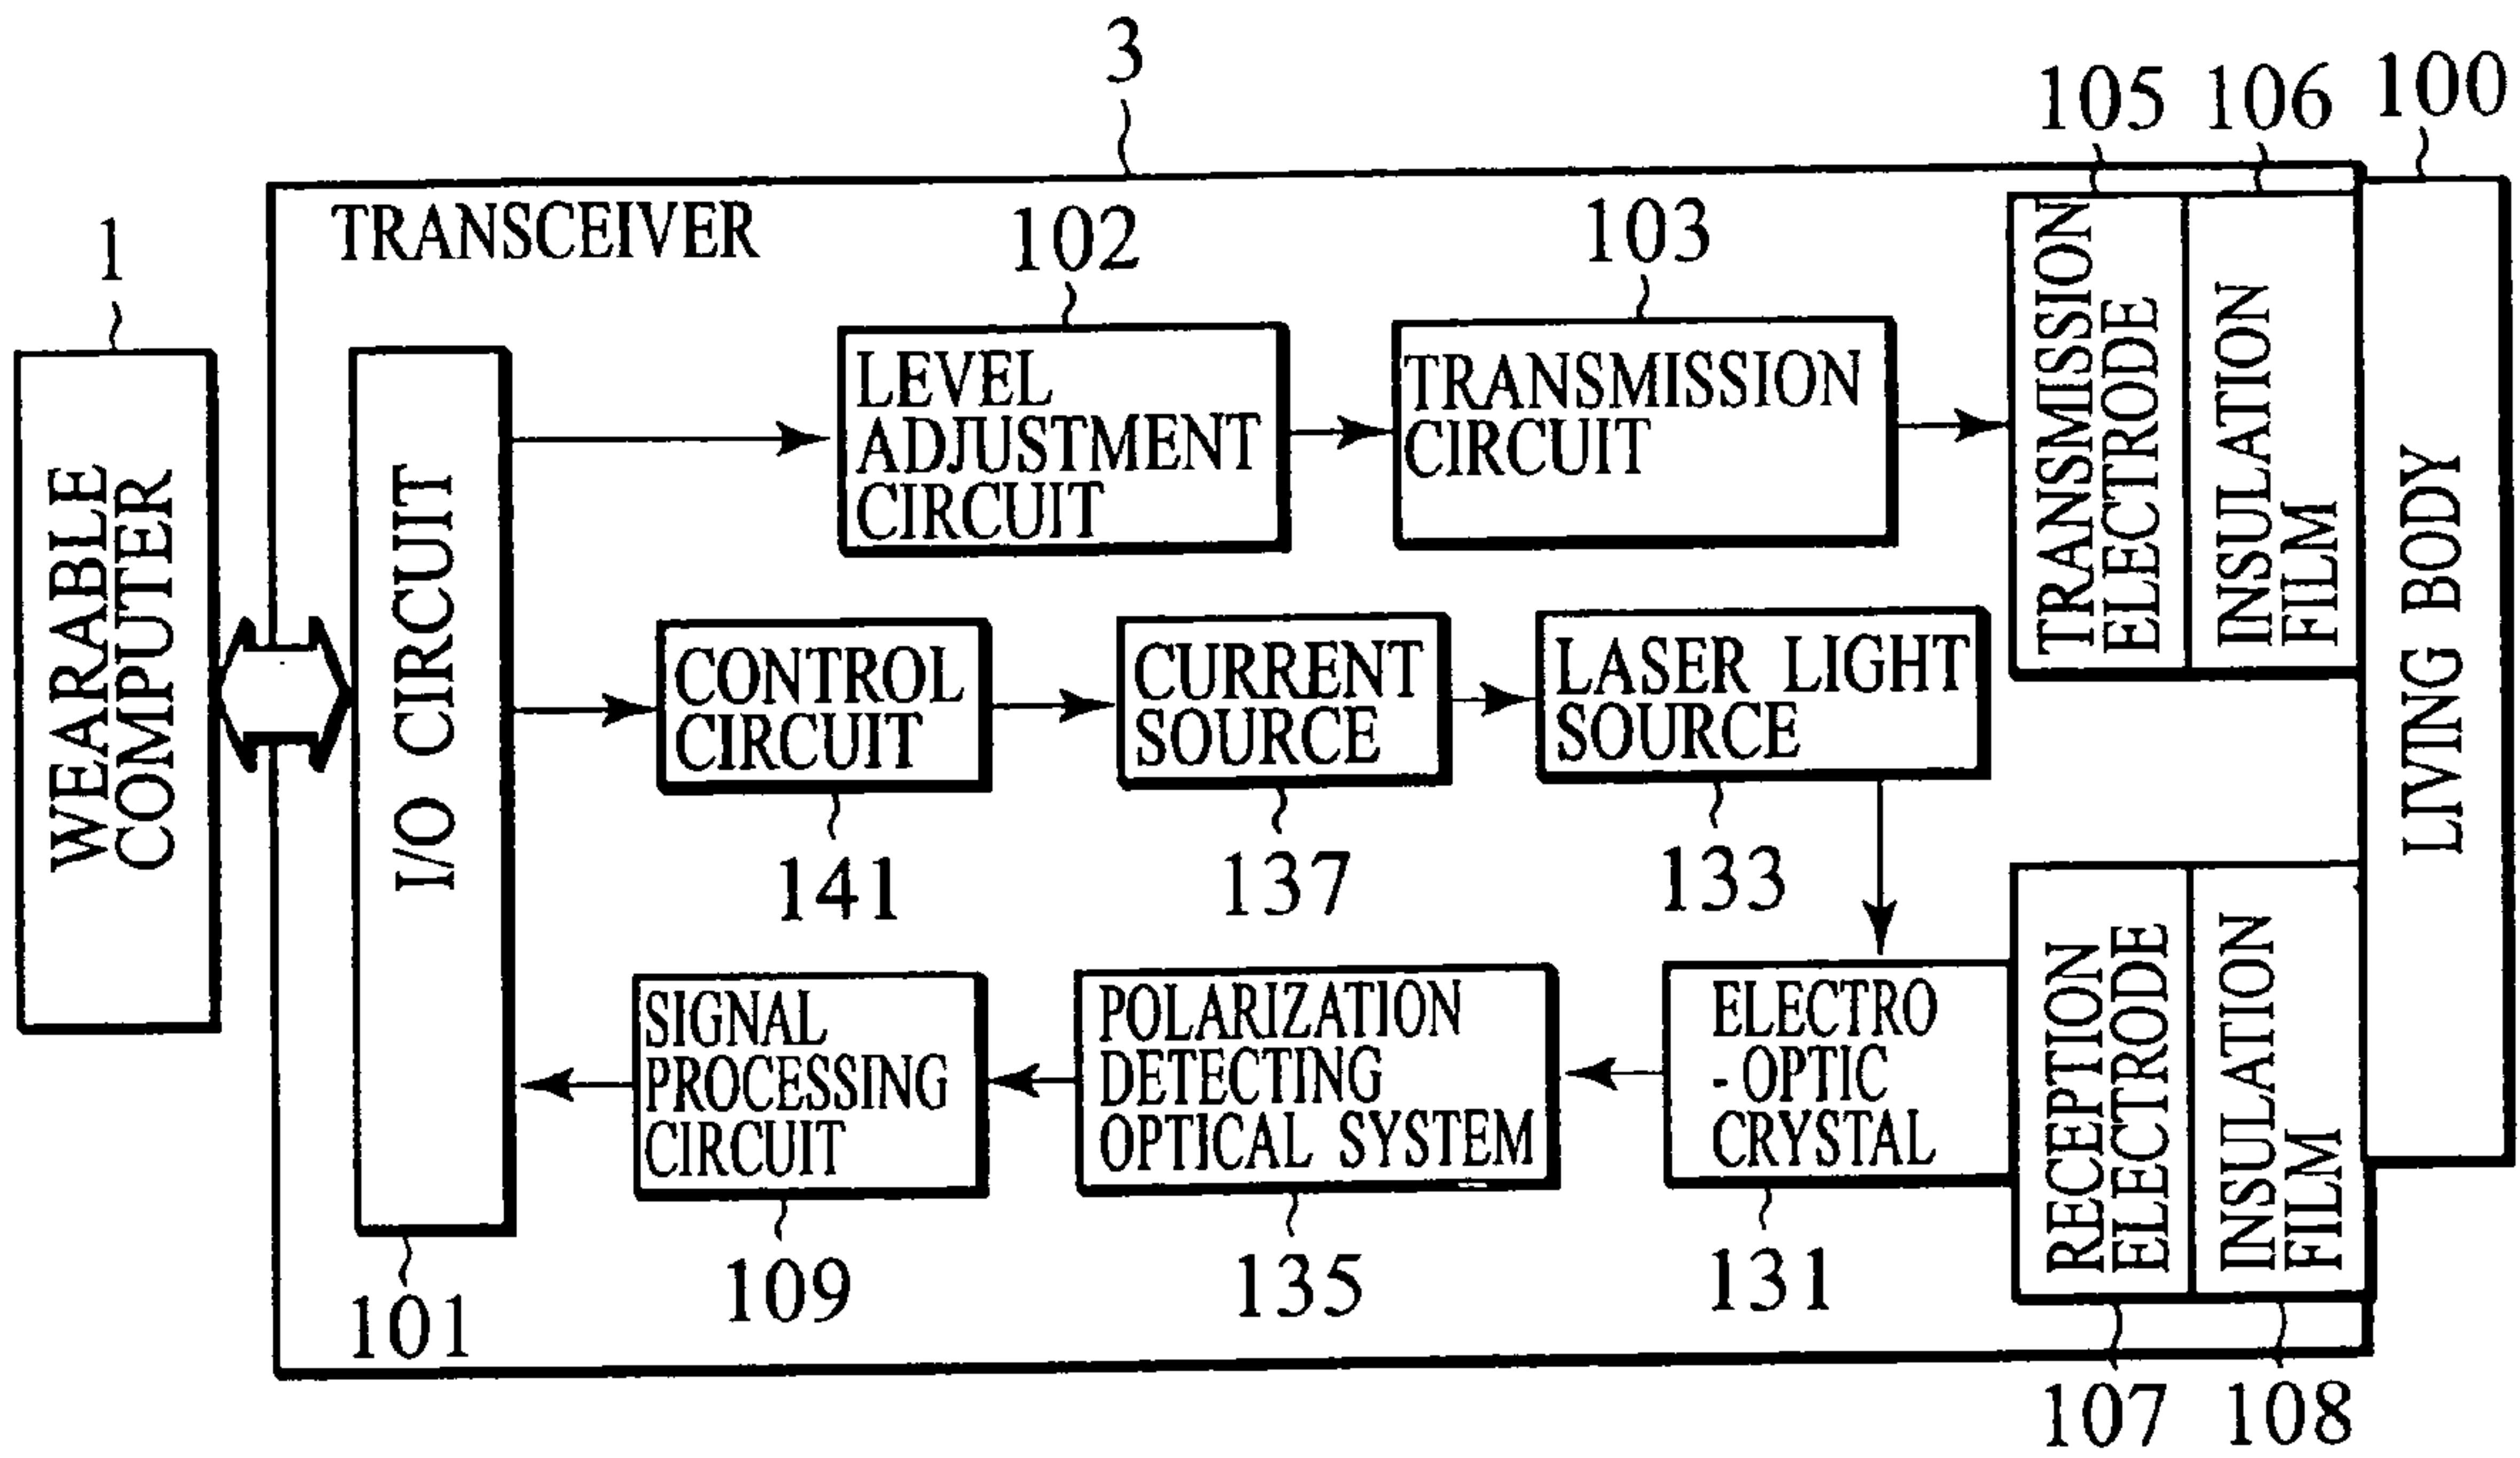 3
105
106
100
TRANSCEIVER
1
102
103
WEARABLE
COMPUTER
I/O CIRCUIT
LEVEL
ADJUSTMENT
CIRCUIT
TRANSMISSION
CIRCUIT
TRANSMISSION
ELECTRODE
INSULATION
FILM
LIVING BODY
CONTROL
CIRCUIT
CURRENT
SOURCE
LASER LIGHT
SOURCE
141
137
133
SIGNAL
PROCESSING
CIRCUIT
POLARIZATION
DETECTING
OPTICAL SYSTEM
ELECTRO
- OPTIC
CRYSTAL
RECEPTION
ELECTRODE
INSULATION
FILM
101
109
135
131
107
108